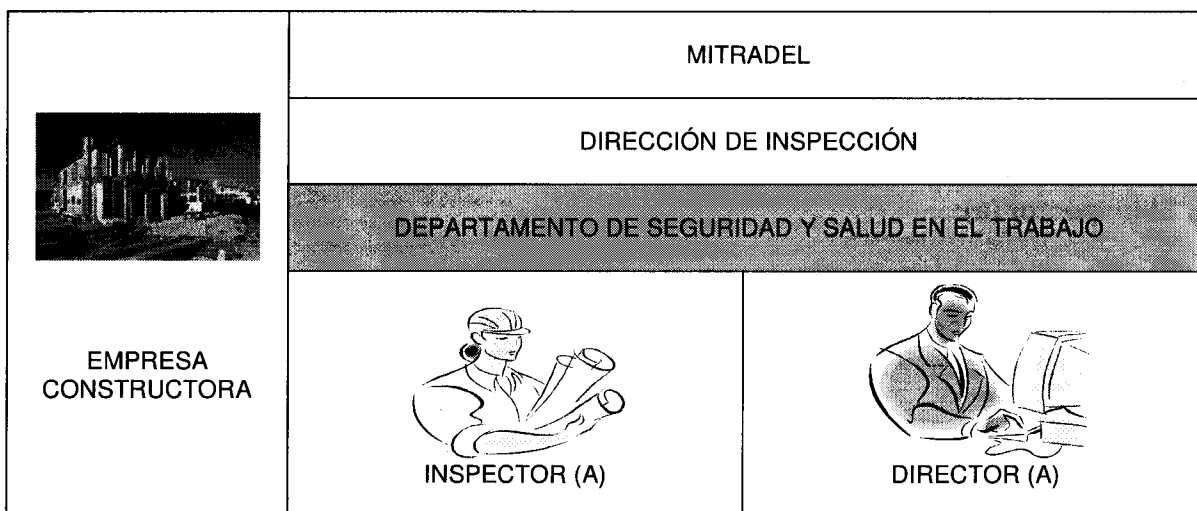 MITRADEL
DIRECCIÓN DE INSPECCIÓN
DEPARTAMENTO DE SEGURIDAD Y SALUD EN EL TRABAJO
EMPRESA
CONSTRUCTORA
INSPECTOR (A)
DIRECTOR (A)